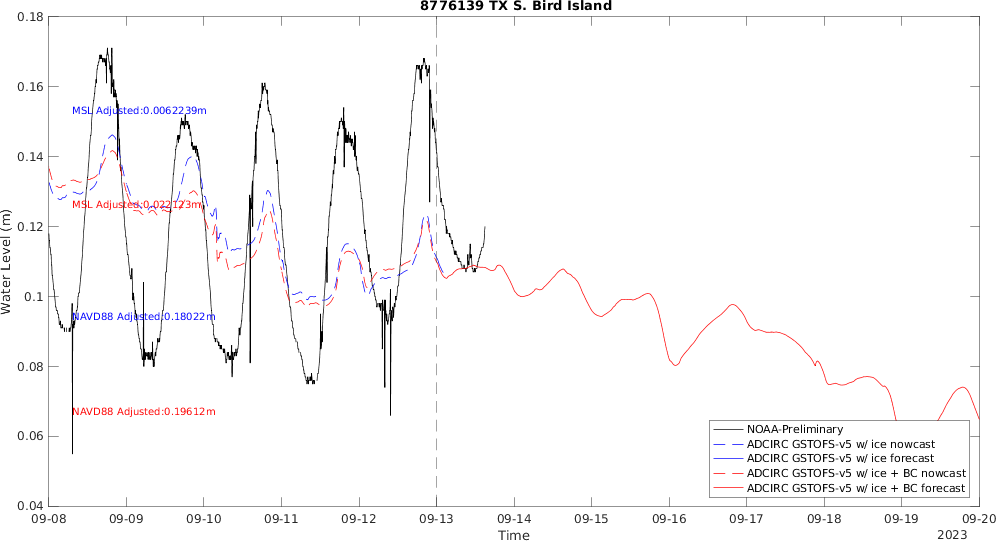 8776139 TX S. Bird Island
Water Level (m)
0.18
0.16
0.14
0.12
0.1
0.08
0.06
0.04
MSL Adjusted:0.0062239m
MSL Adjusted:0.022123m
NAVD88 Adjusted:0.18022m
NAVD88 Adjusted:0.19612m
NOAA-Preliminary
ADCIRC GSTOFS-v5 w/ ice nowcast
ADCIRC GSTOFS-v5 w/ ice forecast
ADCIRC GSTOFS-v5 w/ ice + BC nowcast
ADCIRC GSTOFS-v5 w/ ice + BC forecast
09-08 09-09 09-10 09-11 09-12 09-13 09-14 09-15 09-16 09-17 09-18 09-19 09-20
Time
2023